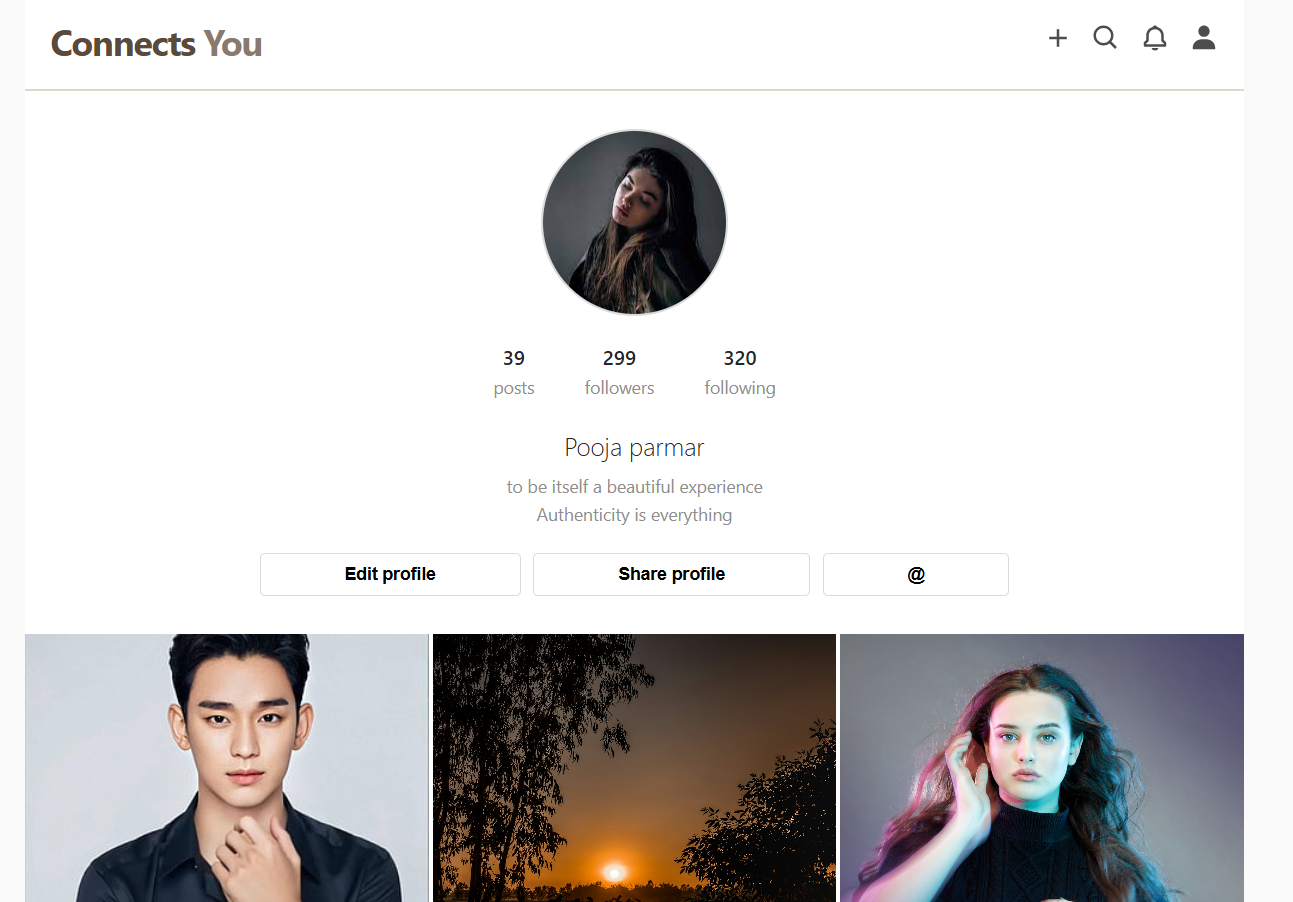 Connects You
39 299 320
posts followers following
Pooja parmar
to be itself a beautiful experience
Authenticity is everything
Edit profile Share profile @